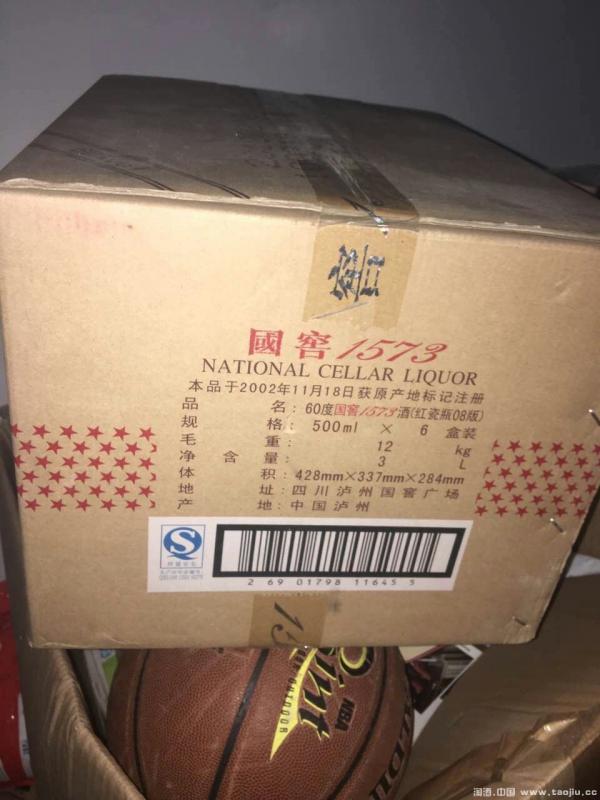 窖
國窖1573
NATIONAL CELLAR LIQUOR
本品于2002年11月18日获原产地标记注册
品 名: 60度国窖1573酒(红瓷瓶08版)
规 格: 500ml × 6 盒装
毛 重: 12 kg
净 含 量: 3 L
体 积: 428mm×337mm×284mm
地 址: 四川泸州国窖广场
产 地: 中国泸州
2 69 01798 11645 5
15
NBA
OUTDOOR
淘酒.中国 www.taojiu.cc